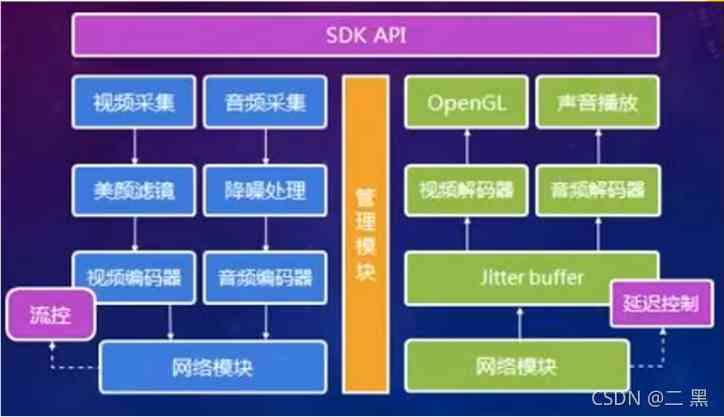 SDK API
视频采集
音频采集
OpenGL
声音播放
美颜滤镜
降噪处理
管理模块
视频解码器
音频解码器
视频编码器
音频编码器
Jitter buffer
流控
延迟控制
网络模块
网络模块
CSDN @二 黑